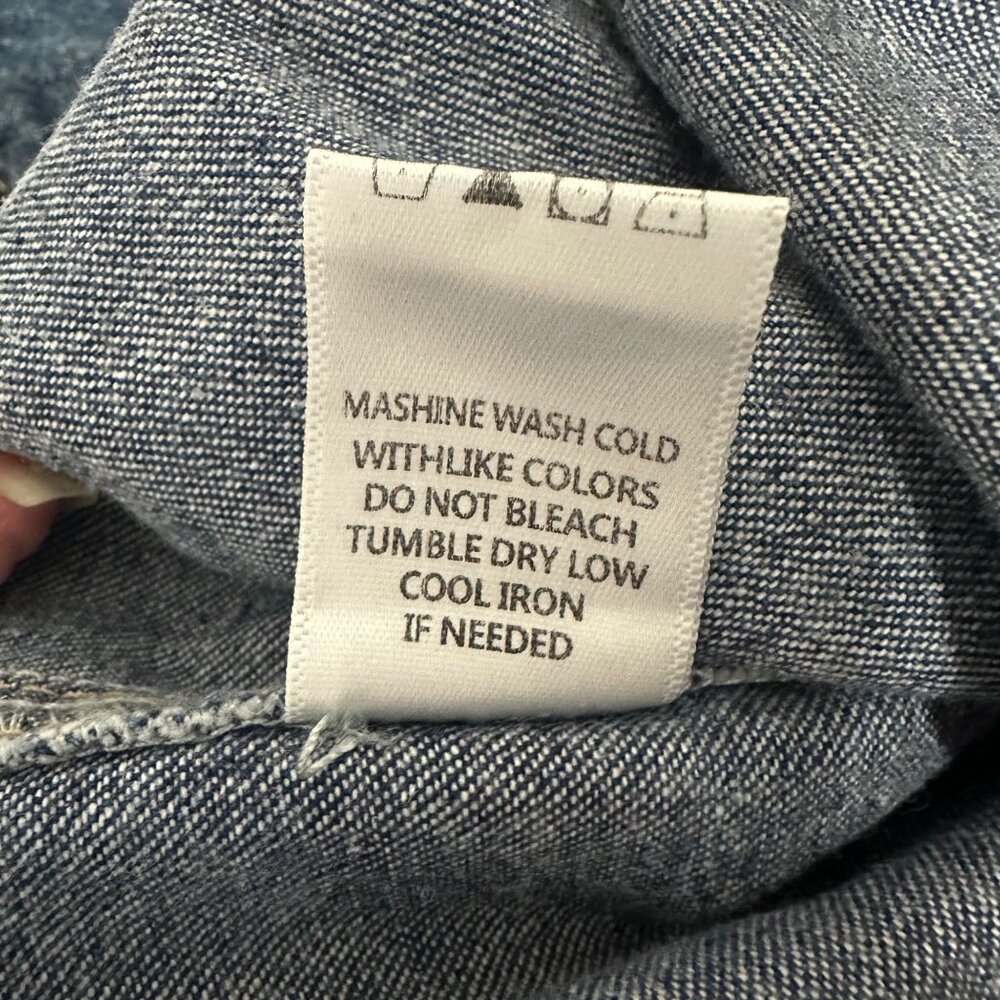 MASHINE WASH COLD
WITHLIKE COLORS
DO NOT BLEACH
TUMBLE DRY LOW
COOL IRON
IF NEEDED